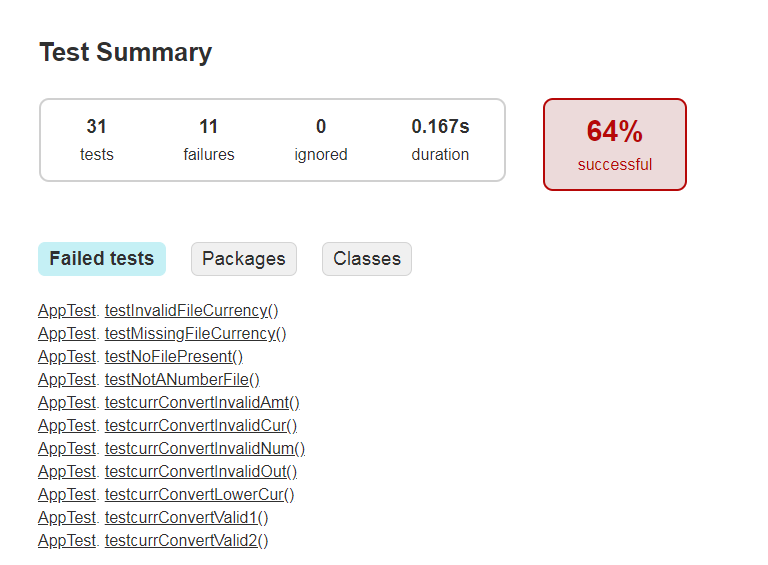 Test Summary
31 11 0 0.167s
tests failures ignored duration
64%
successful
Failed tests Packages Classes
AppTest. testInvalidFileCurrency()
AppTest. testMissingFileCurrency()
AppTest. testNoFilePresent()
AppTest. testNotANumberFile()
AppTest. testcurrConvertInvalidAmt()
AppTest. testcurrConvertInvalidCur()
AppTest. testcurrConvertInvalidNum()
AppTest. testcurrConvertInvalidOut()
AppTest. testcurrConvertLowerCur()
AppTest. testcurrConvertValid1()
AppTest. testcurrConvertValid2()